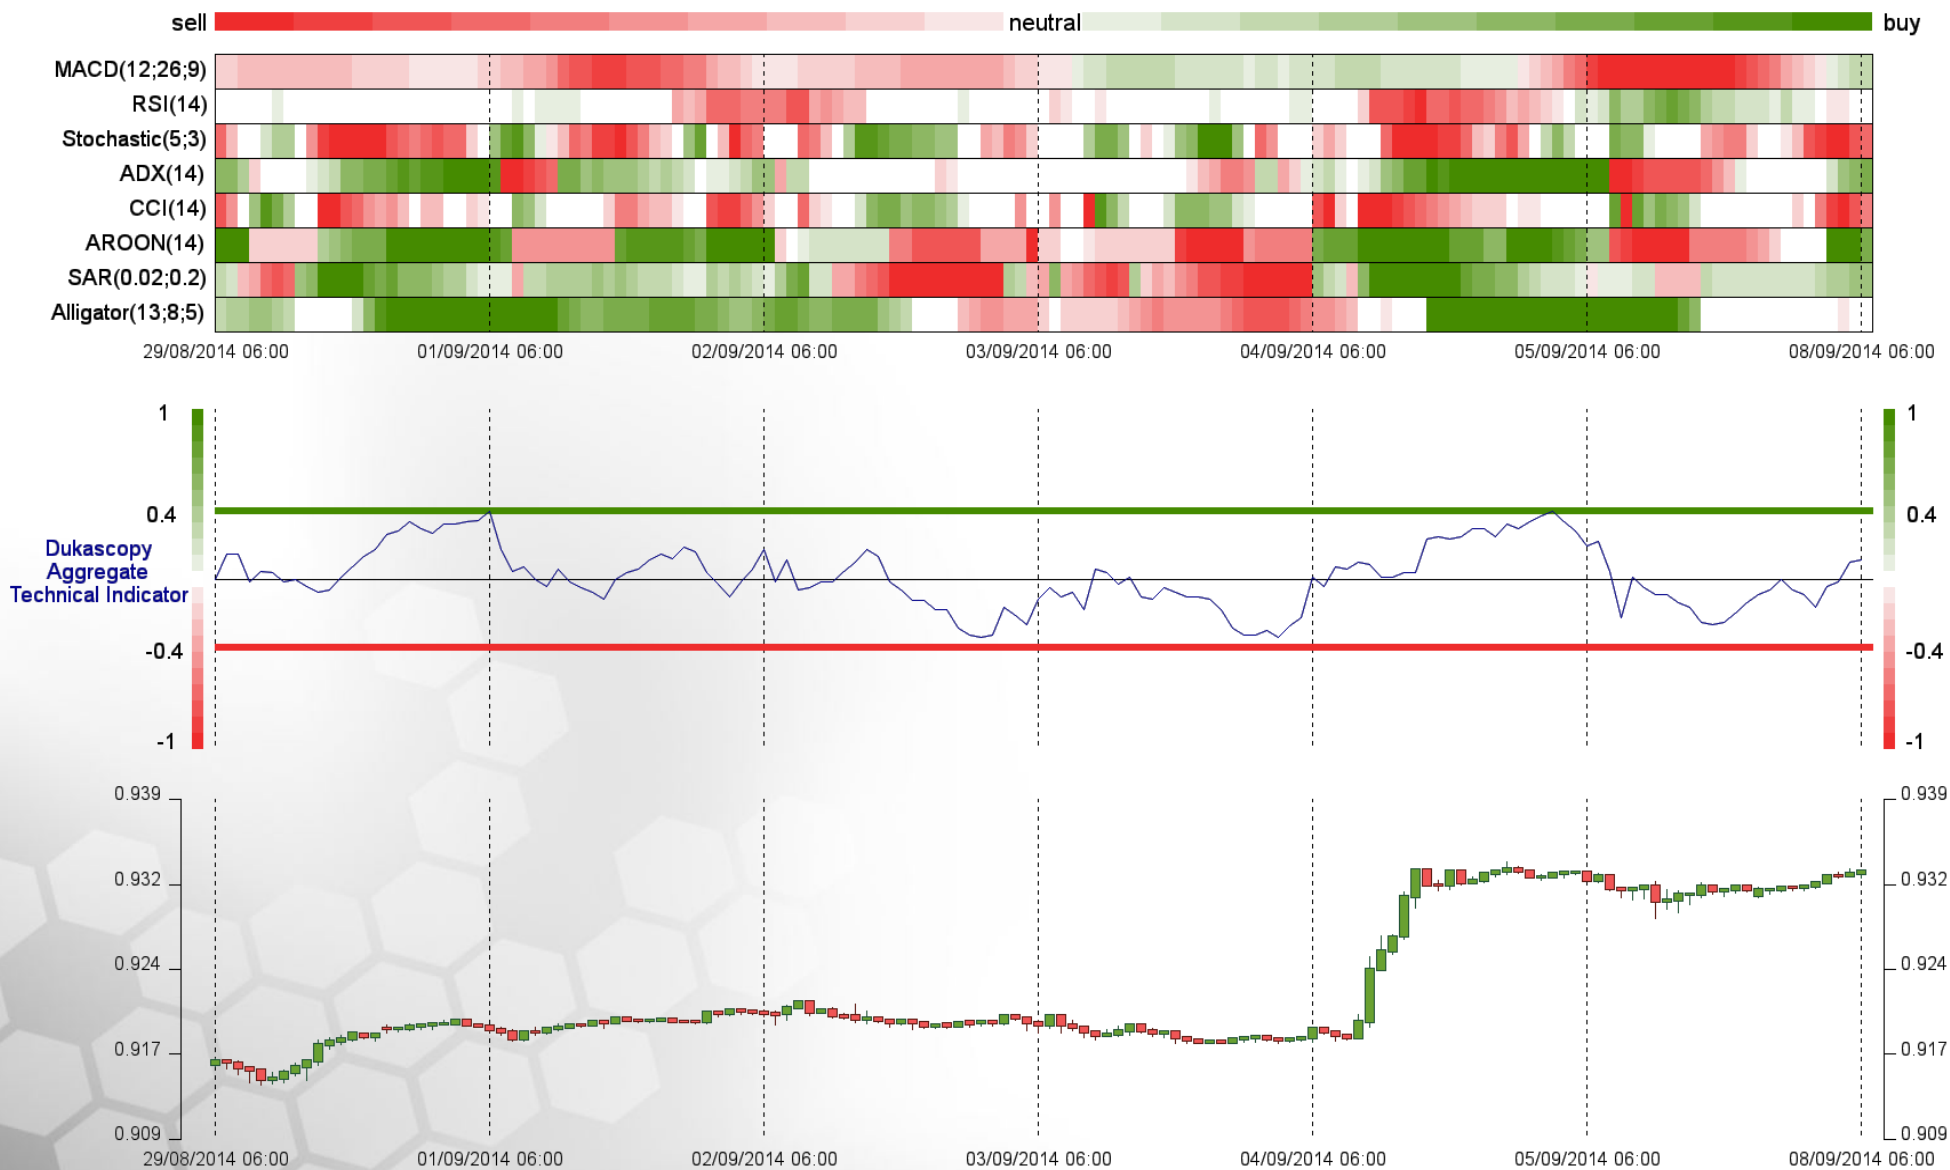 sell neutral buy
MACD(12;26;9)
RSI(14)
Stochastic(5;3)
ADX(14)
CCI(14)
AROON(14)
SAR(0.02;0.2)
Alligator(13;8;5)
29/08/2014 06:00 01/09/2014 06:00 02/09/2014 06:00 03/09/2014 06:00 04/09/2014 06:00 05/09/2014 06:00 08/09/2014 06:00
1 1
0.4 0.4
Dukascopy
Aggregate
Technical Indicator
-0.4 -0.4
-1 -1
0.939 0.939
0.932 0.932
0.924 0.924
0.917 0.917
0.909 0.909
29/08/2014 06:00 01/09/2014 06:00 02/09/2014 06:00 03/09/2014 06:00 04/09/2014 06:00 05/09/2014 06:00 08/09/2014 06:00